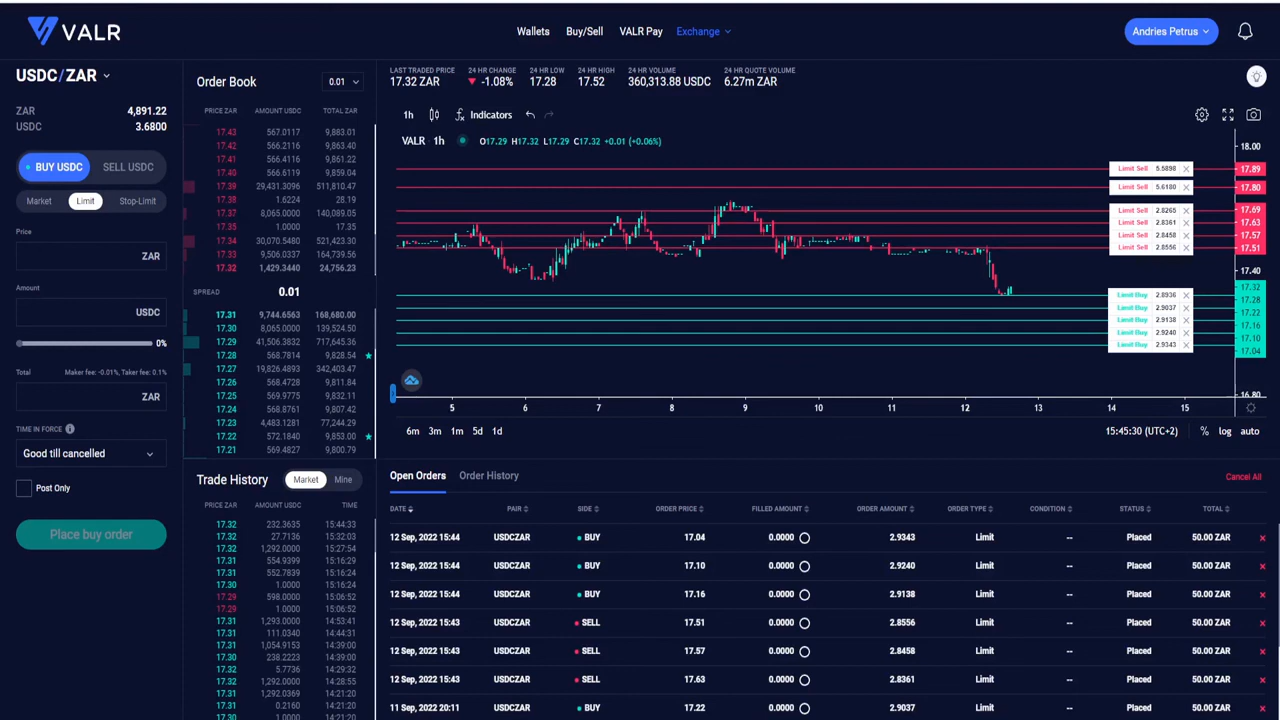 VALR
Wallets Buy/Sell VALR Pay Exchange
Andries Petrus
USDC/ZAR
ZAR 4,891.22
USDC 3.6800
BUY USDC SELL USDC
Market Limit Stop-Limit
Price
ZAR
Amount
USDC
0%
Total Maker fee: -0.01%, Taker fee: 0.1%
ZAR
TIME IN FORCE
Good till cancelled
Post Only
Place buy order
Order Book 0.01
PRICE ZAR AMOUNT USDC TOTAL ZAR
17.43 567.0117 9,883.01
17.42 566.2116 9,863.40
17.41 566.4116 9,861.22
17.40 566.6119 9,859.04
17.39 29,431.3096 511,810.47
17.38 1.6224 28.19
17.37 8,065.0000 140,089.05
17.35 1.0000 17.35
17.34 30,070.5480 521,423.30
17.33 9,505.0000 164,739.56
17.32 1,429.3440 24,756.23
SPREAD 0.01
17.31 9,744.6563 168,680.00
17.30 8,065.0000 139,524.50
17.29 41,506.3832 717,645.36
17.28 568.7814 9,828.54
17.27 19,826.4893 342,403.47
17.26 568.4728 9,811.84
17.25 569.9775 9,832.11
17.24 568.8761 9,807.42
17.23 4,483.1281 77,244.29
17.22 572.1840 9,853.00
17.21 569.4827 9,800.79
Trade History Market Mine
PRICE ZAR AMOUNT USDC TIME
17.32 232.3635 15:44:33
17.32 27.7136 15:32:03
17.32 1,292.0000 15:27:54
17.31 554.9399 15:16:29
17.31 552.7839 15:16:24
17.30 1.0000 15:16:24
17.29 598.0000 15:06:52
17.29 1.0000 15:06:52
17.31 1,293.0000 14:53:41
17.31 111.0340 14:44:31
17.31 1,054.9153 14:39:00
17.30 238.2223 14:39:00
17.32 5.7736 14:29:32
17.32 1,292.0000 14:28:55
17.31 1,292.0369 14:21:20
17.31 0.2160 14:21:20
17.30 1.0000 14:21:20
LAST TRADED PRICE 24 HR CHANGE 24 HR LOW 24 HR HIGH 24 HR VOLUME 24 HR QUOTE VOLUME
17.32 ZAR -1.08% 17.28 17.52 360,313.88 USDC 6.27m ZAR
1h Indicators
VALR 1h O17.29 H17.32 L17.29 C17.32 +0.01 (+0.06%)
18.00
Limit Sell 5.5898 17.89
Limit Sell 5.6180 17.80
Limit Sell 2.8265 17.69
Limit Sell 2.8361 17.63
Limit Sell 2.8458 17.57
Limit Sell 2.8556 17.51
17.40
17.32
Limit Buy 2.8936 17.28
Limit Buy 2.9037 17.22
Limit Buy 2.9138 17.16
Limit Buy 2.9240 17.10
Limit Buy 2.9343 17.04
16.80
5 6 7 8 9 10 11 12 13 14 15
6m 3m 1m 5d 1d 15:45:30 (UTC+2) % log auto
Open Orders Order History Cancel All
DATE PAIR SIDE ORDER PRICE FILLED AMOUNT ORDER AMOUNT ORDER TYPE CONDITION STATUS TOTAL
12 Sep, 2022 15:44 USDCZAR BUY 17.04 0.0000 2.9343 Limit -- Placed 50.00 ZAR
12 Sep, 2022 15:44 USDCZAR BUY 17.10 0.0000 2.9240 Limit -- Placed 50.00 ZAR
12 Sep, 2022 15:44 USDCZAR BUY 17.16 0.0000 2.9138 Limit -- Placed 50.00 ZAR
12 Sep, 2022 15:43 USDCZAR SELL 17.51 0.0000 2.8556 Limit -- Placed 50.00 ZAR
12 Sep, 2022 15:43 USDCZAR SELL 17.57 0.0000 2.8458 Limit -- Placed 50.00 ZAR
12 Sep, 2022 15:43 USDCZAR SELL 17.63 0.0000 2.8361 Limit -- Placed 50.00 ZAR
11 Sep, 2022 20:11 USDCZAR BUY 17.22 0.0000 2.9037 Limit -- Placed 50.00 ZAR